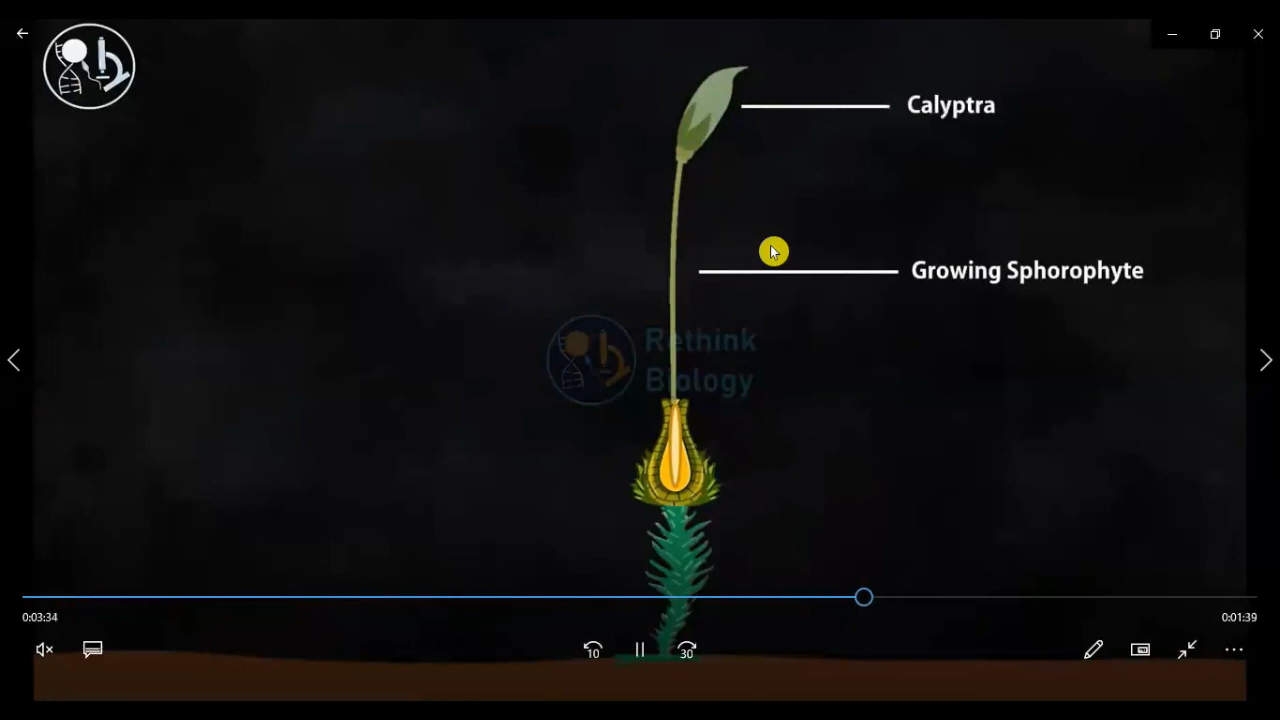 Calyptra
Growing Sphorophyte
Rethink
Biology
0:03:34
0:01:39
10
30